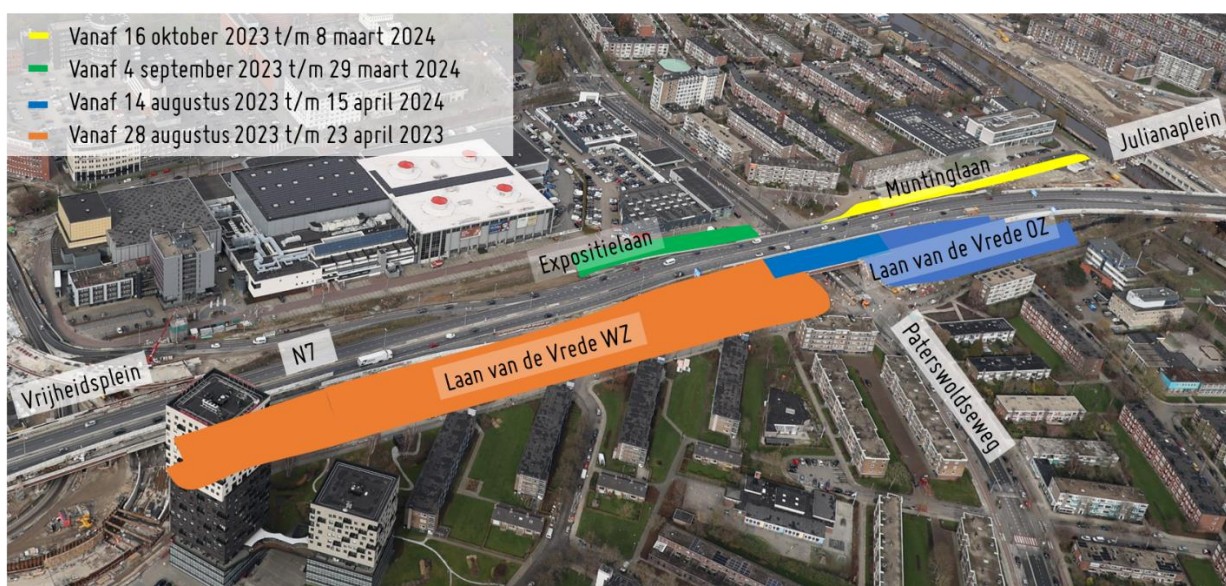 Vanaf 16 oktober 2023 t/m 8 maart 2024
Vanaf 4 september 2023 t/m 29 maart 2024
Vanaf 14 augustus 2023 t/m 15 april 2024
Vanaf 28 augustus 2023 t/m 23 april 2023
Julianaplein
Muntinglaan
Expositielaan
Laan van de Vrede OZ
N7
Laan van de Vrede WZ
Vrijheidsplein
Paterswoldseweg